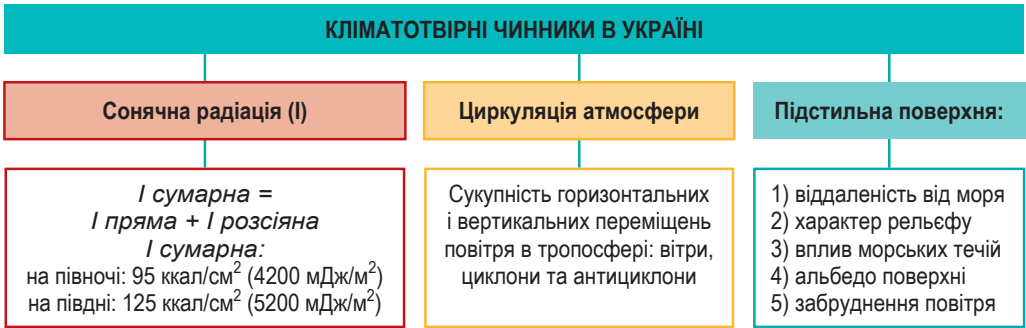 КЛІМАТОТВІРНІ ЧИННИКИ В УКРАЇНІ
Сонячна радіація (І)
І сумарна =
І пряма + І розсіяна
І сумарна:
на півночі: 95 ккал/см² (4200 мДж/м²)
на півдні: 125 ккал/см² (5200 мДж/м²)
Циркуляція атмосфери
Сукупність горизонтальних
і вертикальних переміщень
повітря в тропосфері: вітри,
циклони та антициклони
Підстильна поверхня:
1) віддаленість від моря
2) характер рельєфу
3) вплив морських течій
4) альбедо поверхні
5) забруднення повітря